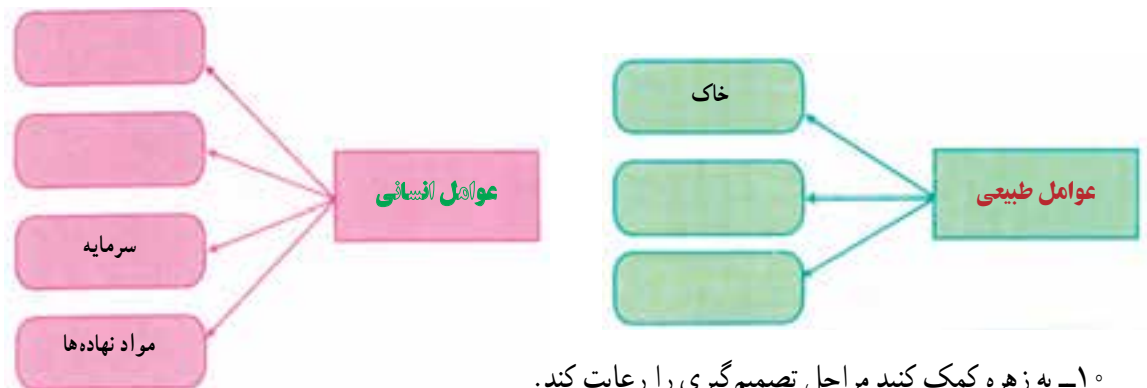 خاک
عوامل طبیعی
عوامل انسانی
سرمایه
مواد نهاده‌ها
۱۰ــ به زهره کمک کنید مراحل تصمیم‌گیری را رعایت کند.